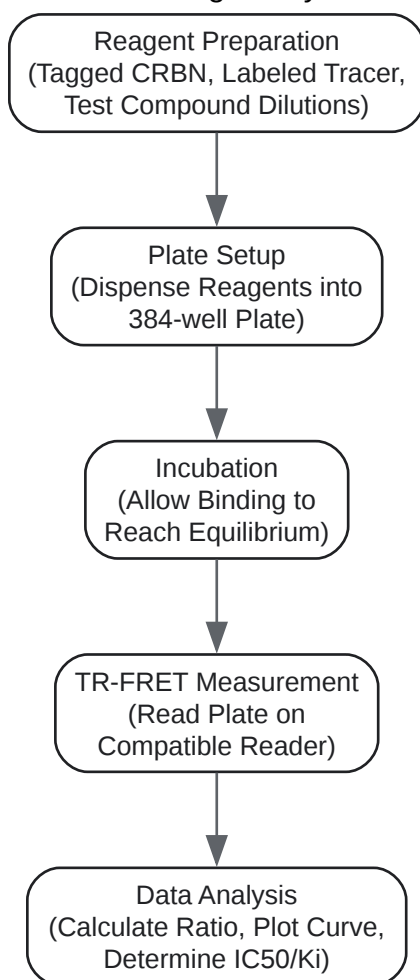 Reagent Preparation
(Tagged CRBN, Labeled Tracer,
Test Compound Dilutions)
Plate Setup
(Dispense Reagents into
384-well Plate)
Incubation
(Allow Binding to
Reach Equilibrium)
TR-FRET Measurement
(Read Plate on
Compatible Reader)
Data Analysis
(Calculate Ratio, Plot Curve,
Determine IC50/Ki)